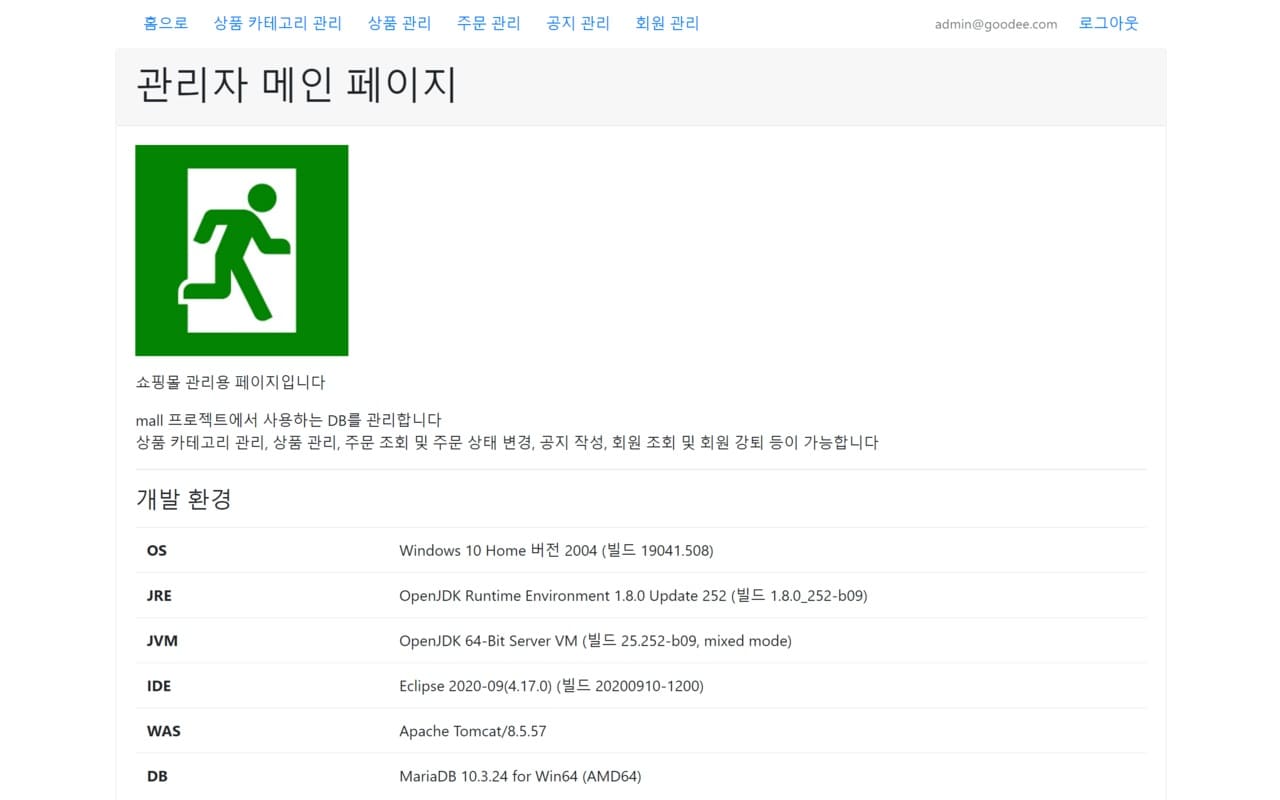 홈으로 상품 카테고리 관리 상품 관리 주문 관리 공지 관리 회원 관리 admin@goodee.com 로그아웃
관리자 메인 페이지
쇼핑몰 관리용 페이지입니다
mall 프로젝트에서 사용하는 DB를 관리합니다
상품 카테고리 관리, 상품 관리, 주문 조회 및 주문 상태 변경, 공지 작성, 회원 조회 및 회원 강퇴 등이 가능합니다
개발 환경
OS Windows 10 Home 버전 2004 (빌드 19041.508)
JRE OpenJDK Runtime Environment 1.8.0 Update 252 (빌드 1.8.0_252-b09)
JVM OpenJDK 64-Bit Server VM (빌드 25.252-b09, mixed mode)
IDE Eclipse 2020-09(4.17.0) (빌드 20200910-1200)
WAS Apache Tomcat/8.5.57
DB MariaDB 10.3.24 for Win64 (AMD64)